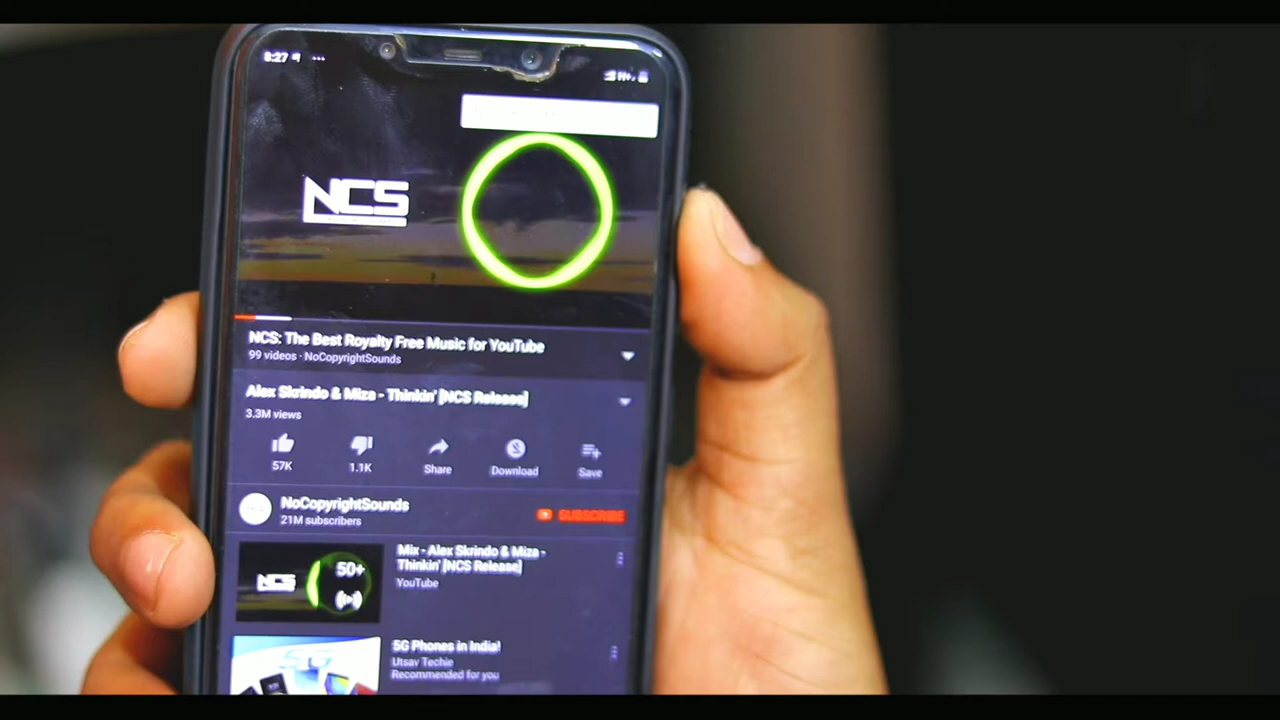 8:27
NCS
NCS: The Best Royalty Free Music for YouTube
99 videos · NoCopyrightSounds
Alex Skrindo & Miza - Thinkin' [NCS Release]
3.3M views
57K
1.1K
Share
Download
Save
NoCopyrightSounds
21M subscribers
SUBSCRIBE
NCS
50+
Mix - Alex Skrindo & Miza -
Thinkin' [NCS Release]
YouTube
5G Phones in India!
Utsav Techie
Recommended for you